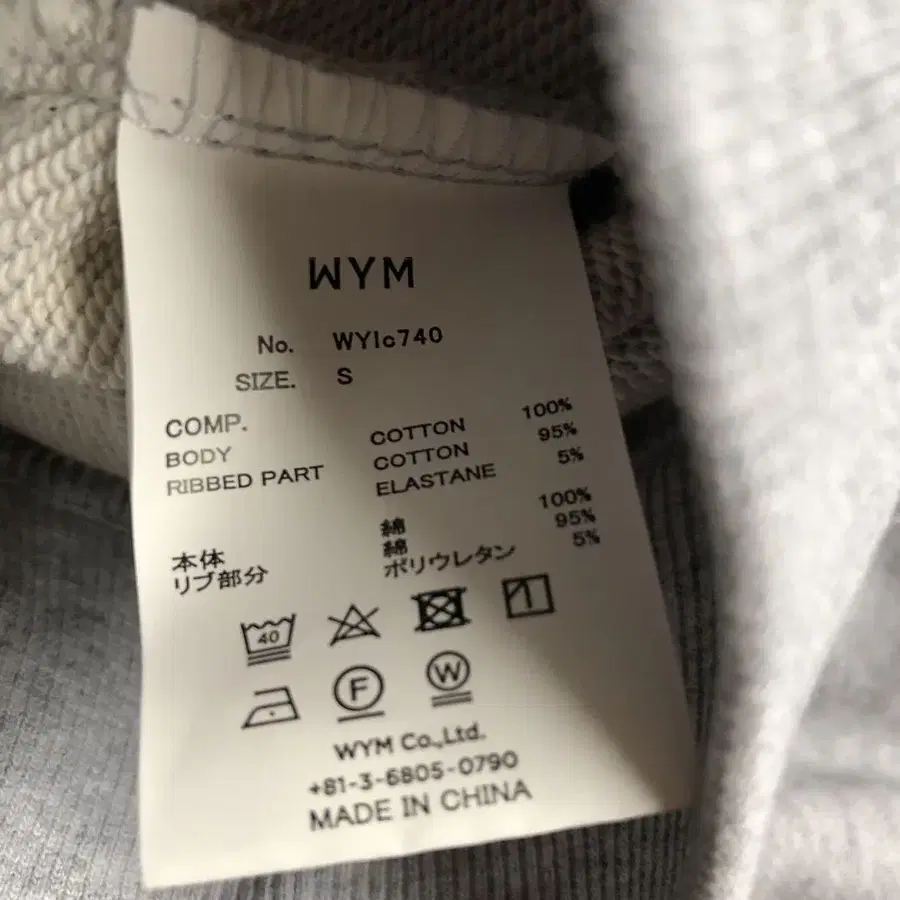 WYM
No. WYlc740
SIZE. S
COMP.
BODY COTTON 100%
RIBBED PART COTTON 95%
ELASTANE 5%
本体 綿 100%
リブ部分 綿 95%
ポリウレタン 5%
40
F W
WYM Co.,Ltd.
+81-3-6805-0790
MADE IN CHINA